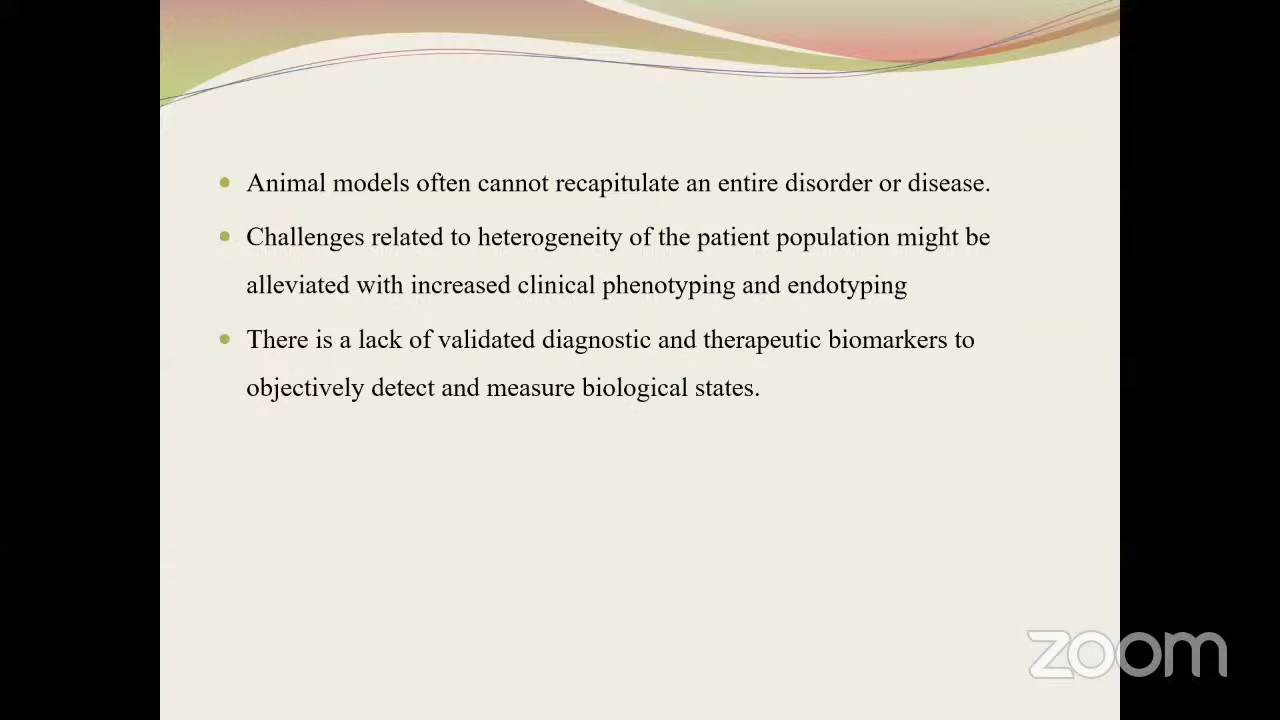 Animal models often cannot recapitulate an entire disorder or disease.
Challenges related to heterogeneity of the patient population might be
alleviated with increased clinical phenotyping and endotyping
There is a lack of validated diagnostic and therapeutic biomarkers to
objectively detect and measure biological states.
zoom